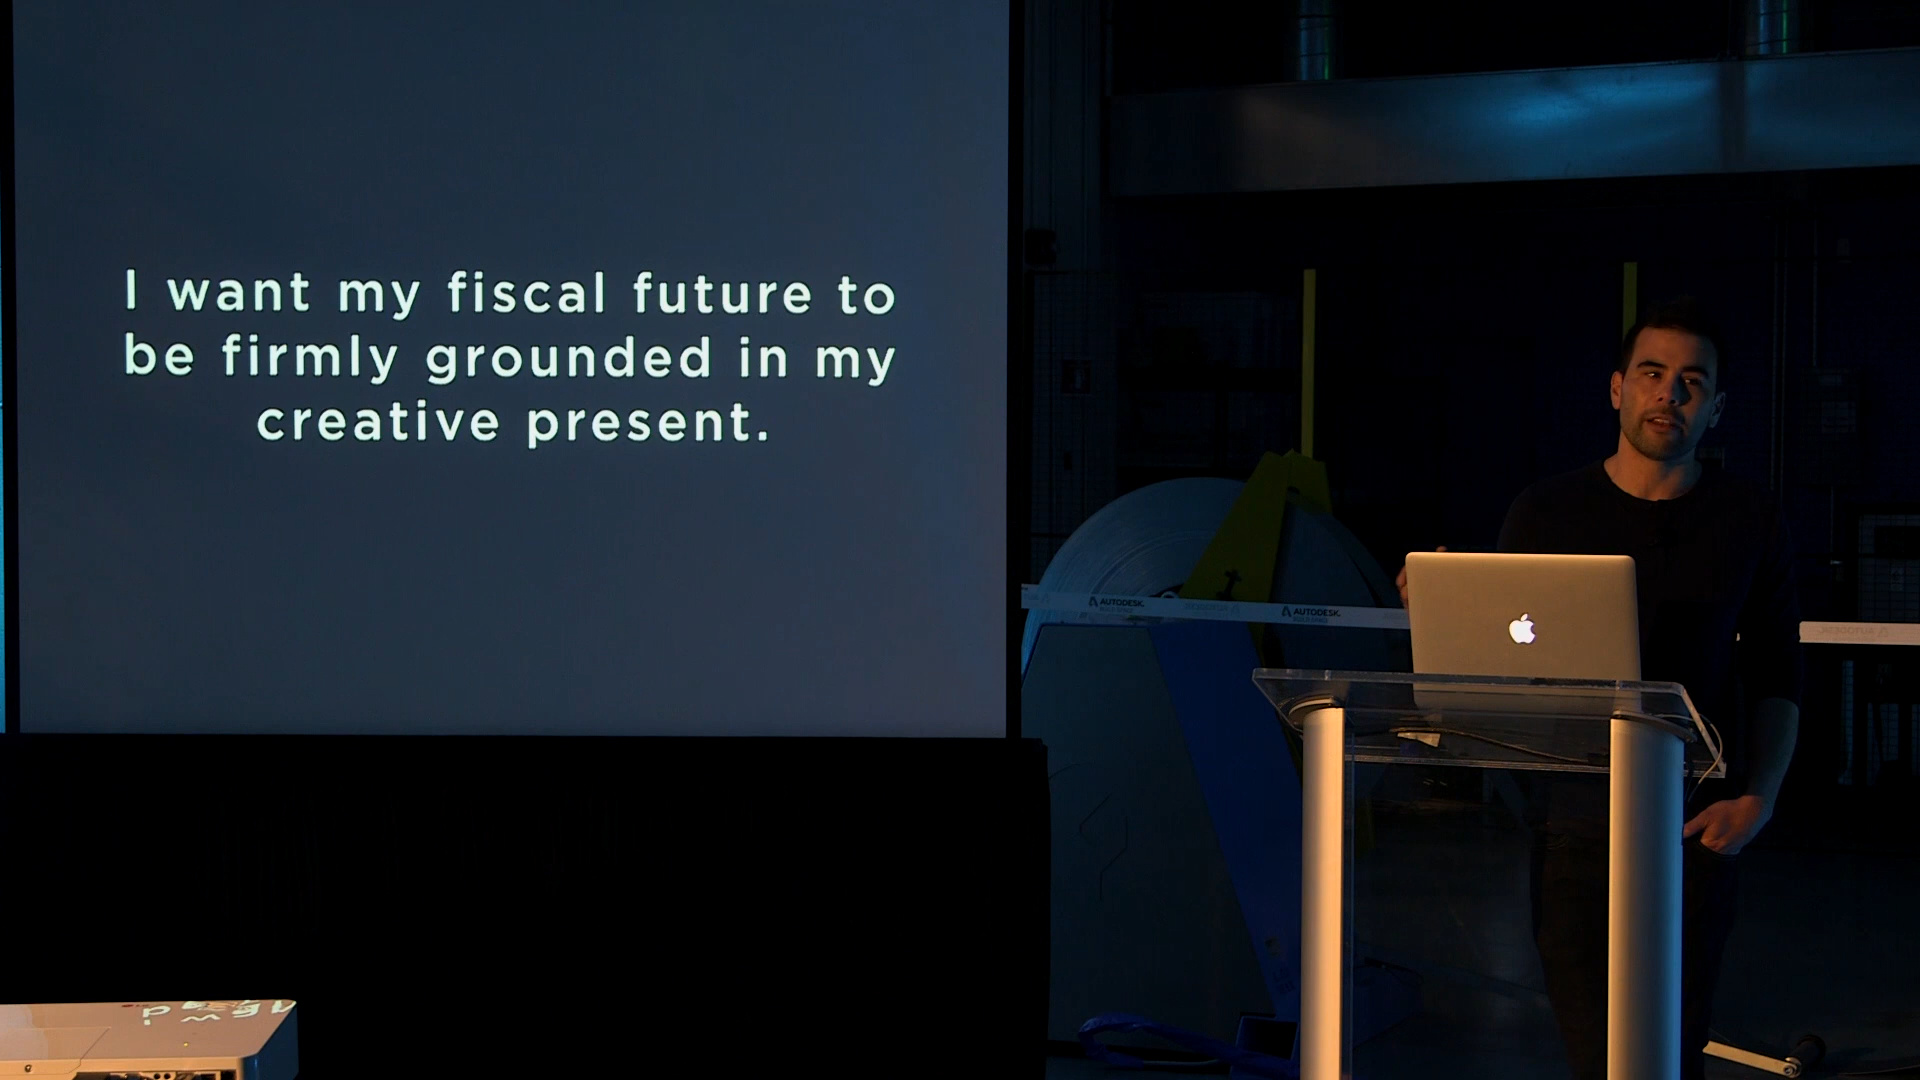 I want my fiscal future to
be firmly grounded in my
creative present.
AUTODESK.
AUTODESK.